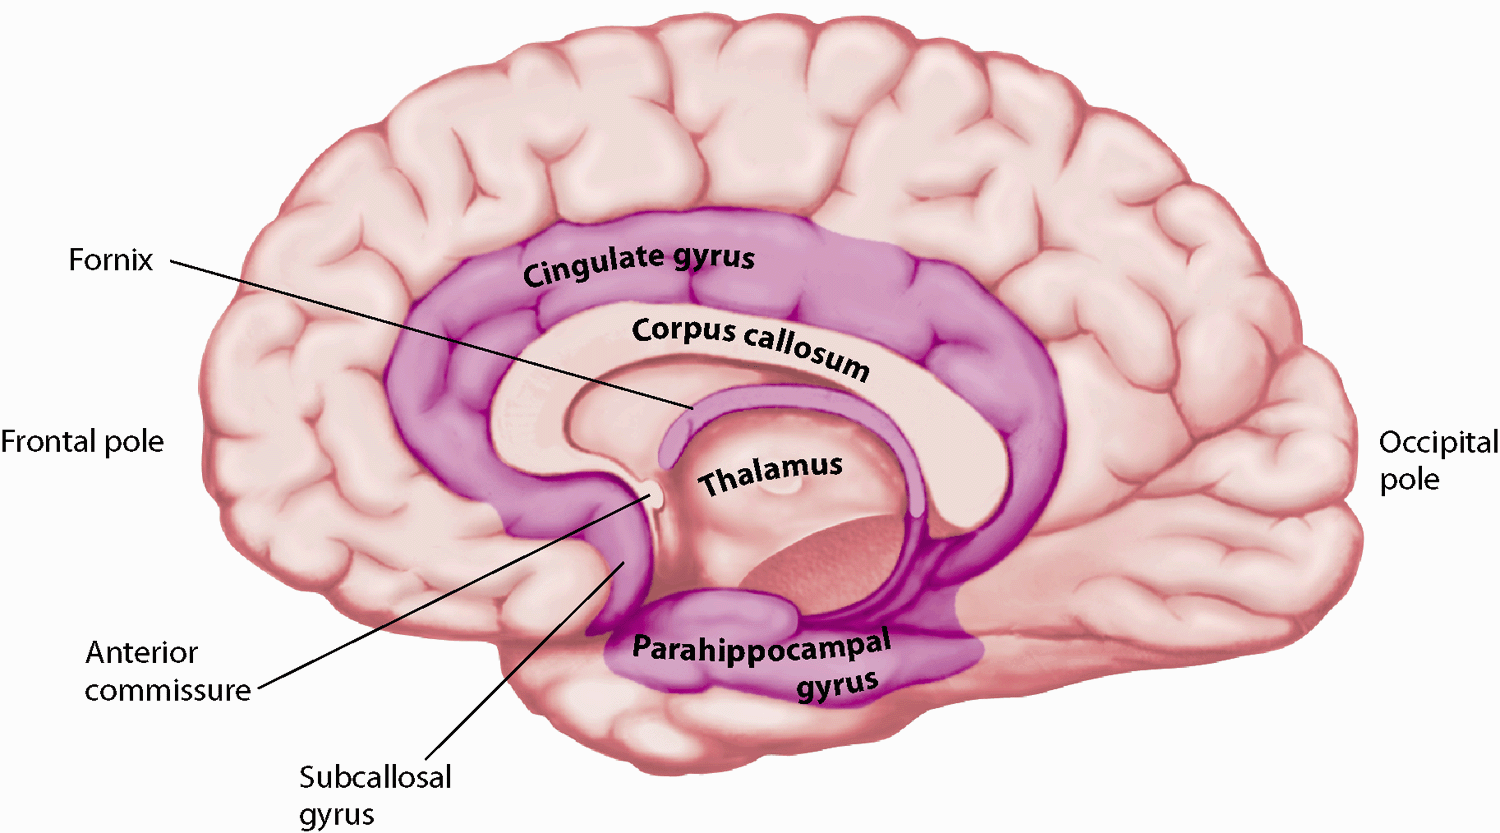 Cingulate gyrus
Fornix
Corpus callosum
Frontal pole
Thalamus
Occipital
pole
Anterior
commissure
Parahippocampal
gyrus
Subcallosal
gyrus